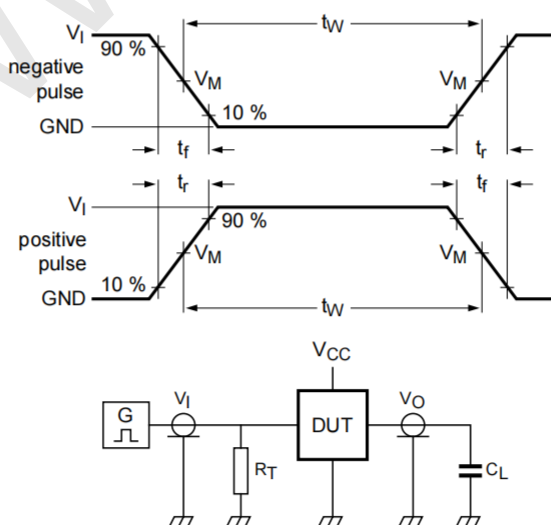 VI
90 %
negative
pulse
VM
VM
tW
10 %
GND
tf
tr
tr
tf
VI
90 %
positive
pulse
VM
VM
10 %
GND
tW
VCC
G
VI
DUT
VO
RT
CL